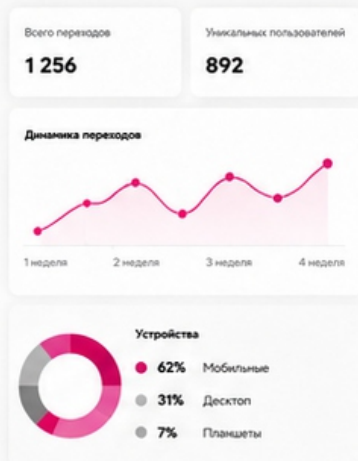 Всего переходов
1 256
Уникальных пользователей
892
Динамика переходов
1 неделя 2 неделя 3 неделя 4 неделя
Устройства
62% Мобильные
31% Десктоп
7% Планшеты